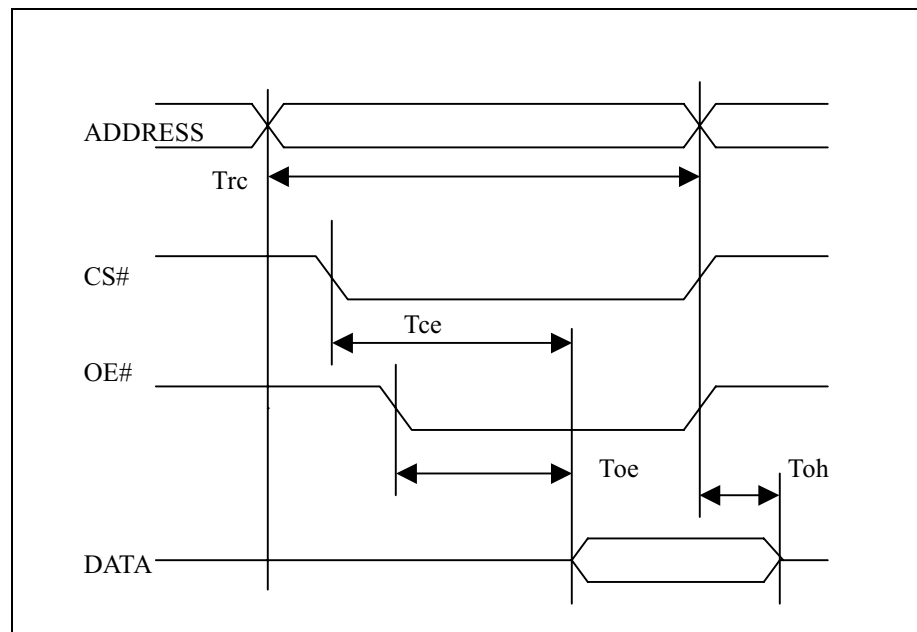 ADDRESS
Trc
CS#
Tce
OE#
Toe
Toh
DATA